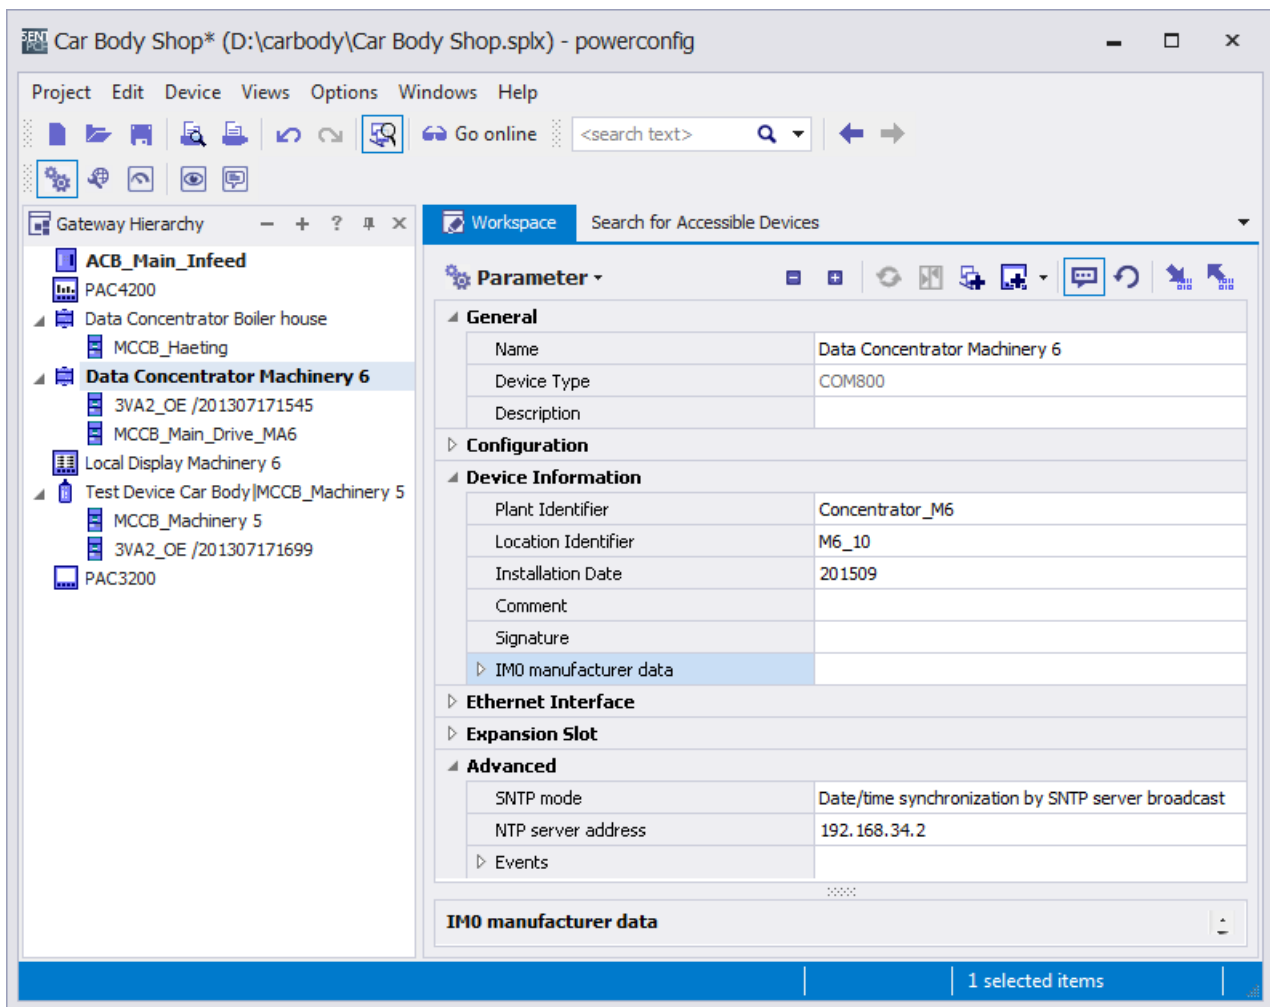 SENT
PCF
Car Body Shop* (D:\carbody\Car Body Shop.splx) - powerconfig
Project Edit Device Views Options Windows Help
Go online <search text>
Gateway Hierarchy
ACB_Main_Infeed
PAC4200
Data Concentrator Boiler house
MCCB_Haeting
Data Concentrator Machinery 6
3VA2_OE /201307171545
MCCB_Main_Drive_MA6
Local Display Machinery 6
Test Device Car Body|MCCB_Machinery 5
MCCB_Machinery 5
3VA2_OE /201307171699
PAC3200
Workspace Search for Accessible Devices
Parameter
General
Name Data Concentrator Machinery 6
Device Type COM800
Description
Configuration
Device Information
Plant Identifier Concentrator_M6
Location Identifier M6_10
Installation Date 201509
Comment
Signature
IM0 manufacturer data
Ethernet Interface
Expansion Slot
Advanced
SNTP mode Date/time synchronization by SNTP server broadcast
NTP server address 192.168.34.2
Events
IM0 manufacturer data
1 selected items